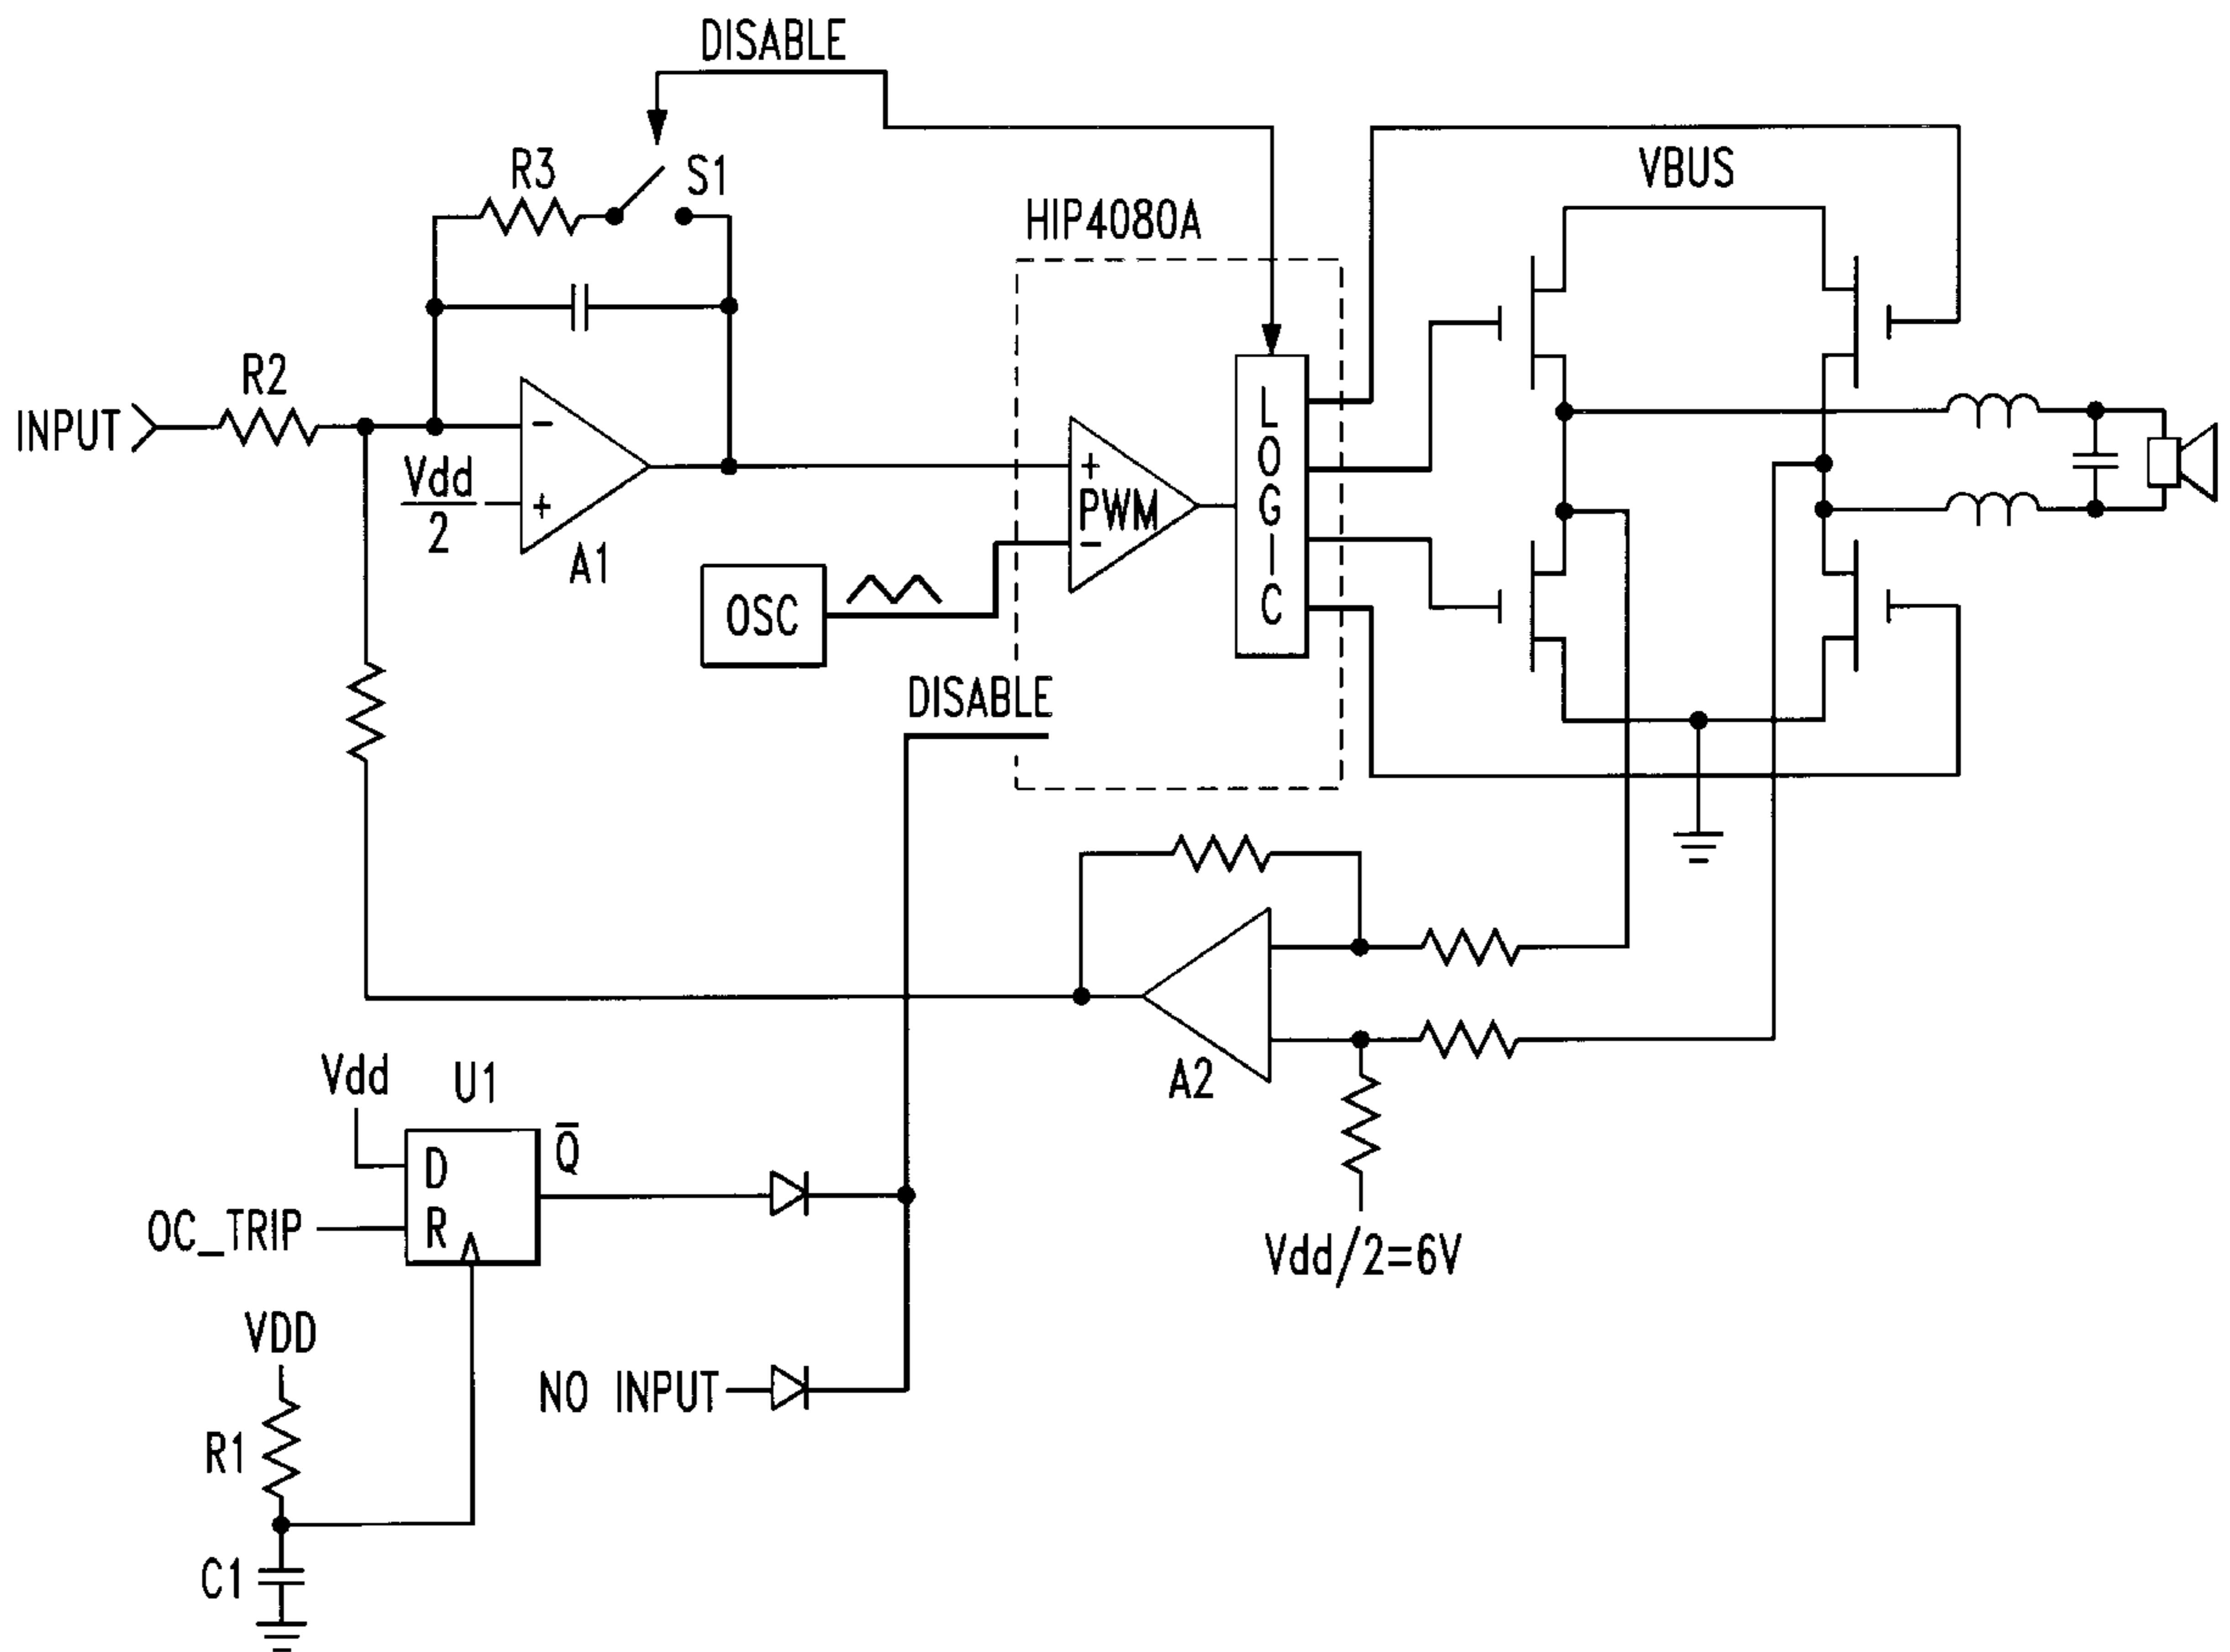 DISABLE
R3
S1
VBUS
HIP4080A
R2
INPUT
Vdd
2
-
+
A1
+
PWM
-
LOGIC
OSC
DISABLE
A2
Vdd
U1
Q̅
D
OC_TRIP
R
Vdd/2=6V
VDD
NO INPUT
R1
C1